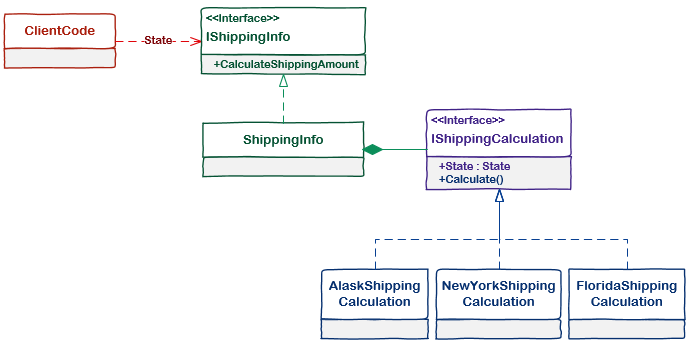 ClientCode
State
<<Interface>>
IShippingInfo
+CalculateShippingAmount
ShippingInfo
<<Interface>>
IShippingCalculation
+State : State
+Calculate()
AlaskShipping
Calculation
NewYorkShipping
Calculation
FloridaShipping
Calculation